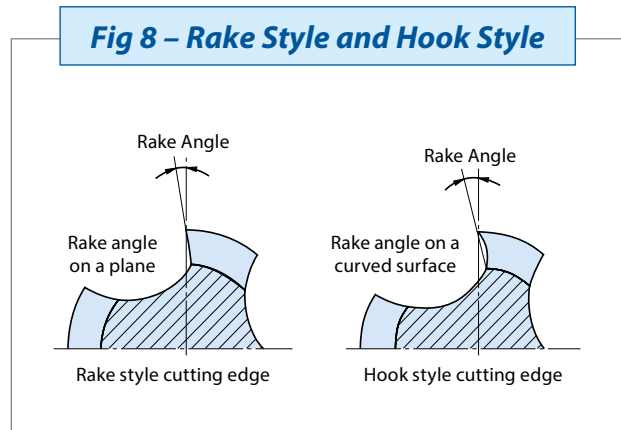 Fig 8 – Rake Style and Hook Style
Rake Angle
Rake angle
on a plane
Rake style cutting edge
Rake Angle
Rake angle on a
curved surface
Hook style cutting edge